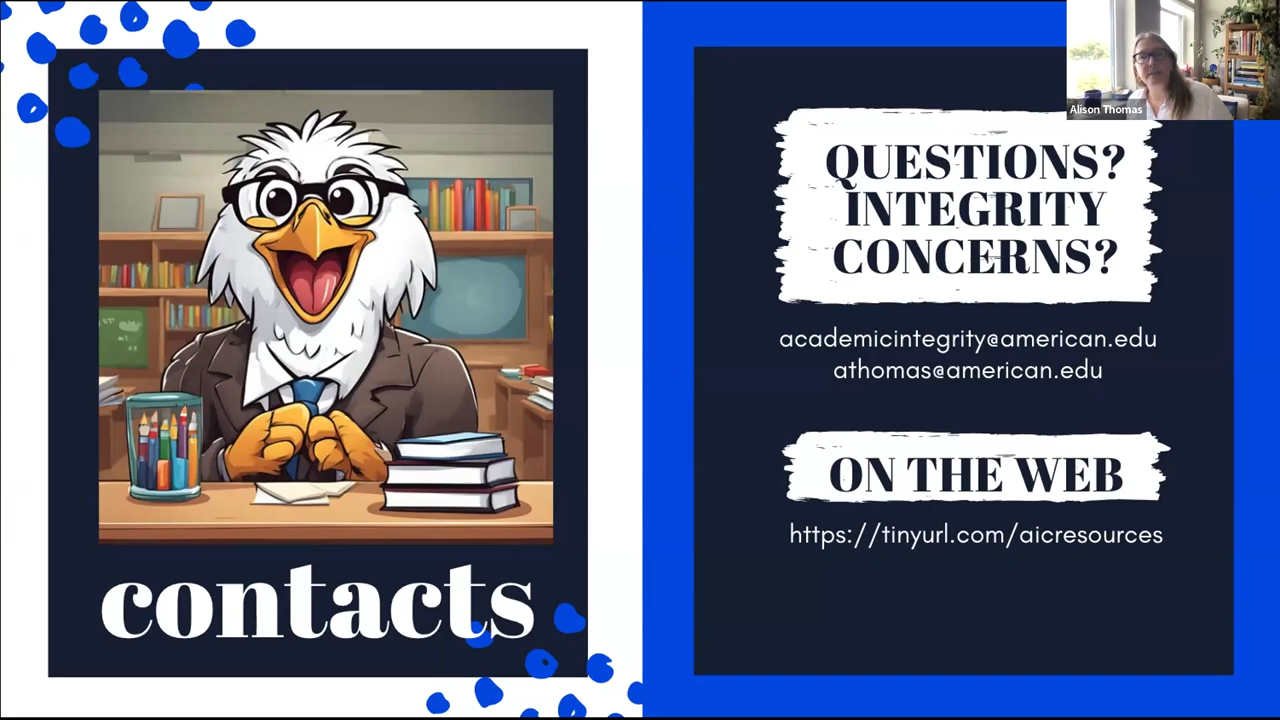 contacts
Alison Thomas
QUESTIONS?
INTEGRITY
CONCERNS?
academicintegrity@american.edu
athomas@american.edu
ON THE WEB
https://tinyurl.com/aicresources